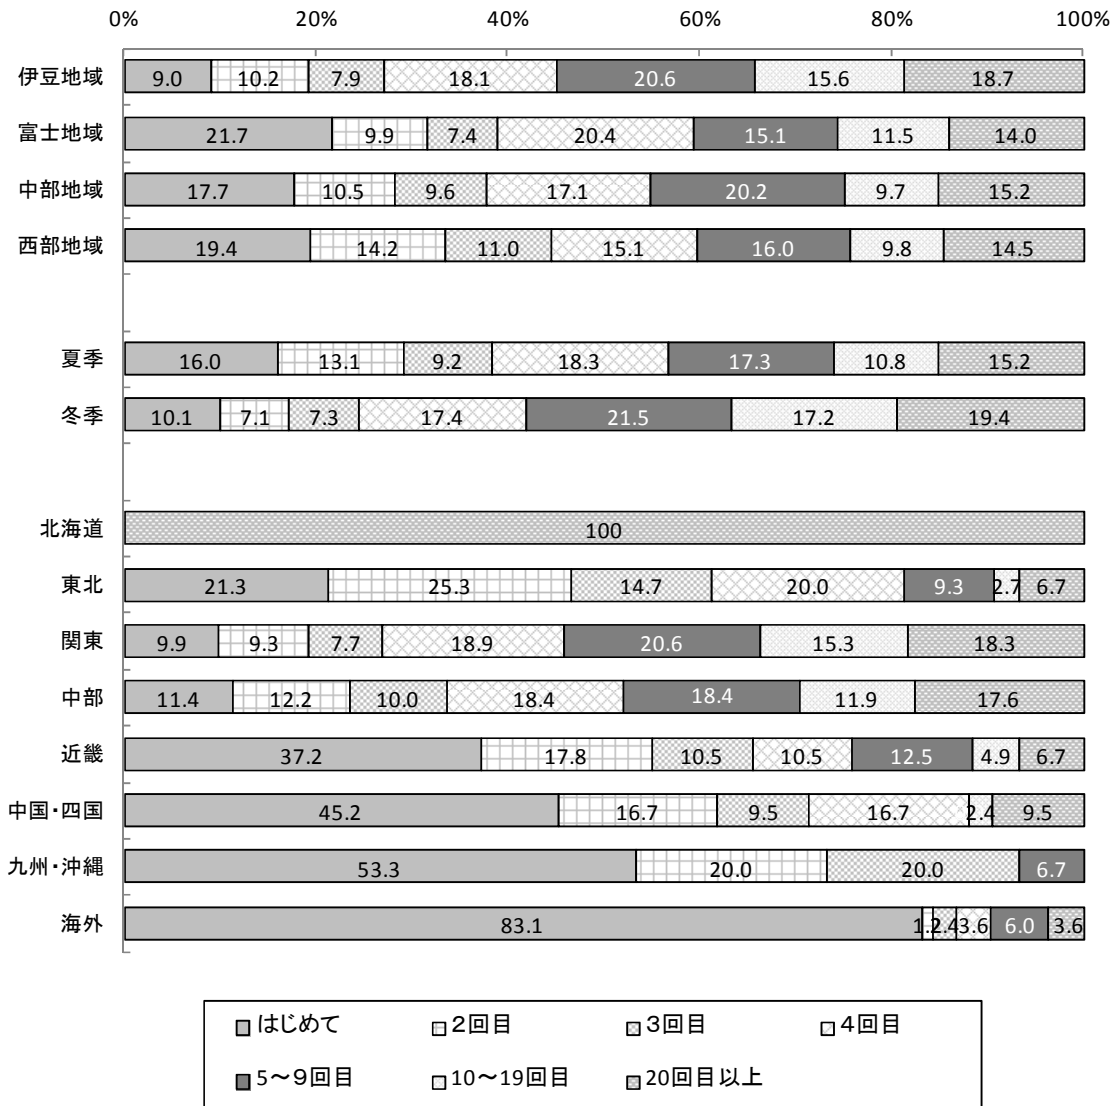 0% 20% 40% 60% 80% 100%
伊豆地域 9.0 10.2 7.9 18.1 20.6 15.6 18.7
富士地域 21.7 9.9 7.4 20.4 15.1 11.5 14.0
中部地域 17.7 10.5 9.6 17.1 20.2 9.7 15.2
西部地域 19.4 14.2 11.0 15.1 16.0 9.8 14.5
夏季 16.0 13.1 9.2 18.3 17.3 10.8 15.2
冬季 10.1 7.1 7.3 17.4 21.5 17.2 19.4
北海道 100
東北 21.3 25.3 14.7 20.0 9.3 2.7 6.7
関東 9.9 9.3 7.7 18.9 20.6 15.3 18.3
中部 11.4 12.2 10.0 18.4 18.4 11.9 17.6
近畿 37.2 17.8 10.5 10.5 12.5 4.9 6.7
中国・四国 45.2 16.7 9.5 16.7 2.4 9.5
九州・沖縄 53.3 20.0 20.0 6.7
海外 83.1 1.2 2.4 3.6 6.0 3.6
はじめて ２回目 ３回目 ４回目
5～９回目 10～19回目 20回目以上